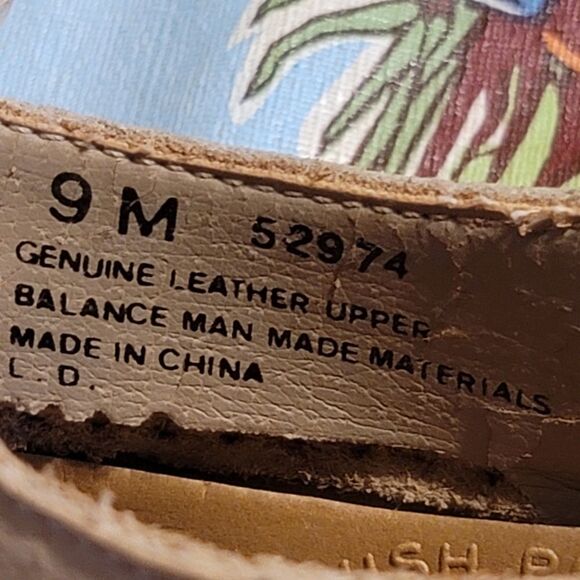 9 M 52974
GENUINE LEATHER UPPER
BALANCE MAN MADE MATERIALS
MADE IN CHINA
L. D.